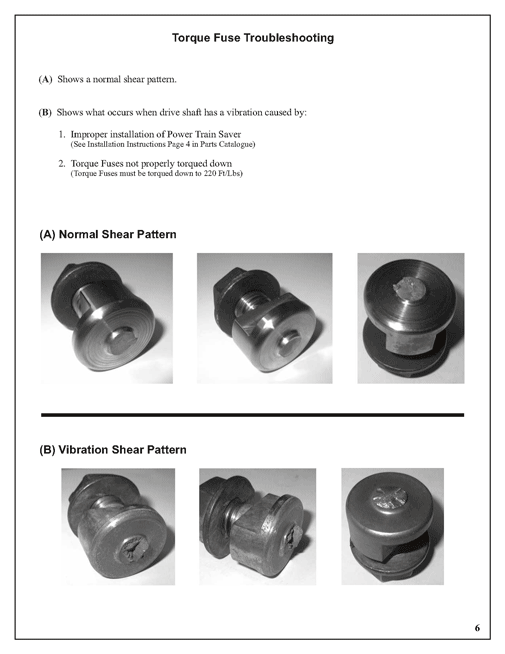 Torque Fuse Troubleshooting
(A) Shows a normal shear pattern.
(B) Shows what occurs when drive shaft has a vibration caused by:
1. Improper installation of Power Train Saver
(See Installation Instructions Page 4 in Parts Catalogue)
2. Torque Fuses not properly torqued down
(Torque Fuses must be torqued down to 220 Ft/Lbs)
(A) Normal Shear Pattern
(B) Vibration Shear Pattern
6